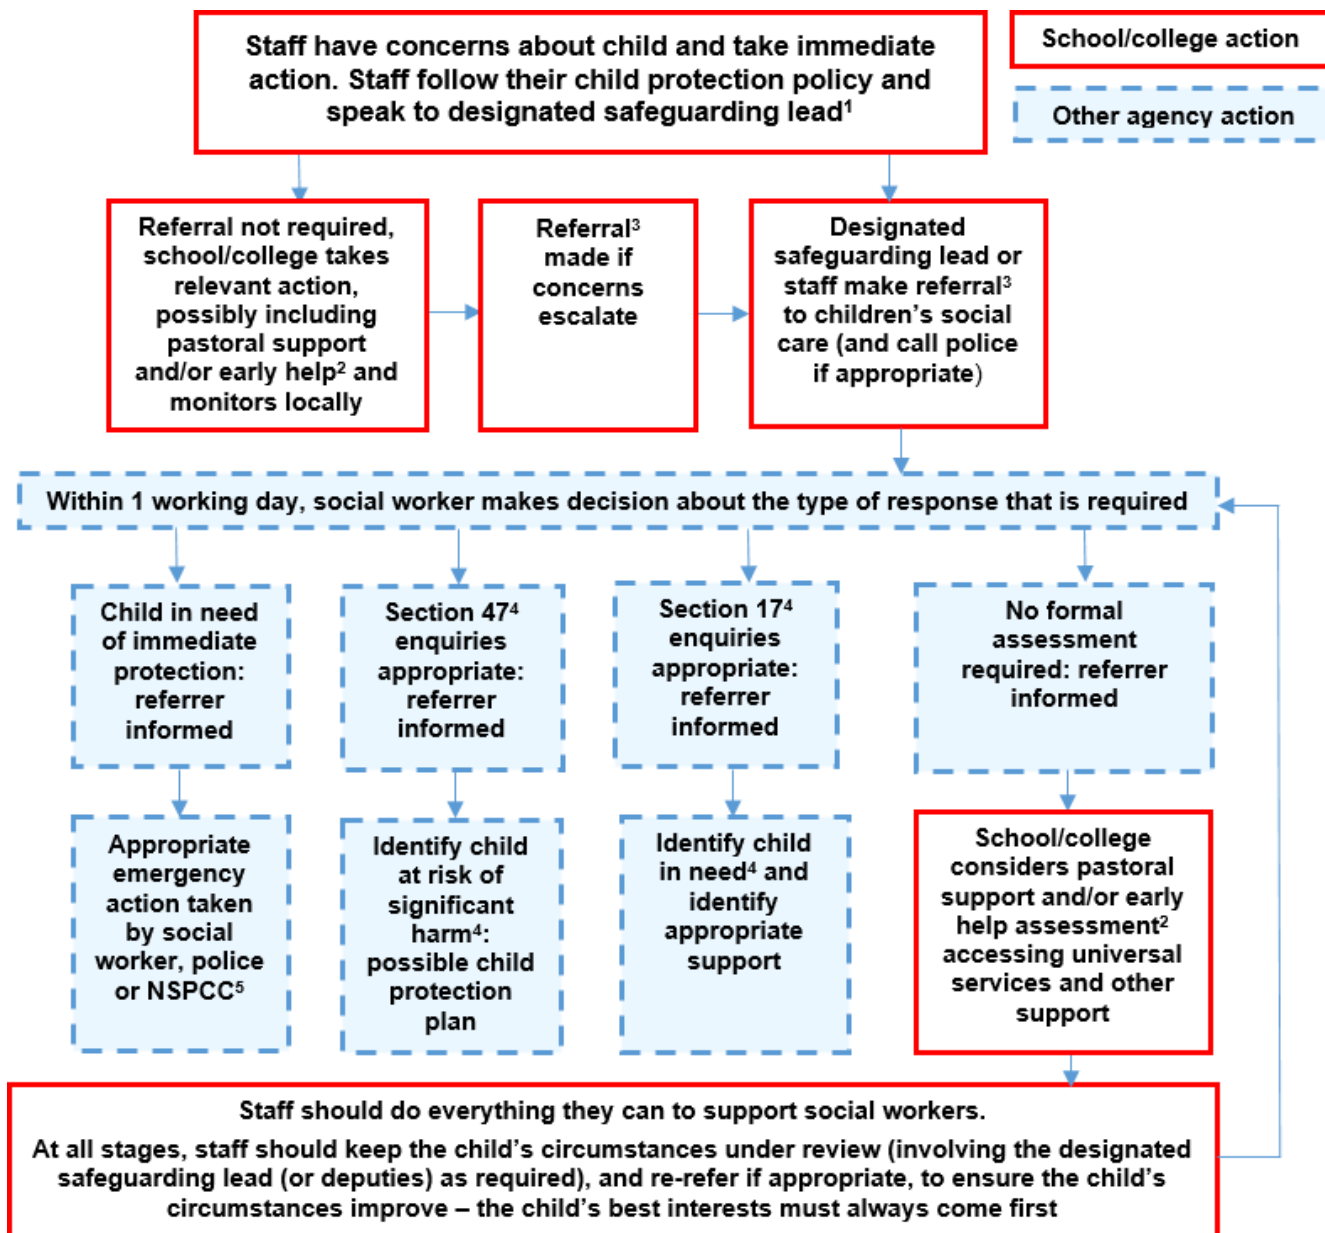 Staff have concerns about child and take immediate
action. Staff follow their child protection policy and
speak to designated safeguarding lead¹
School/college action
Other agency action
Referral not required,
school/college takes
relevant action,
possibly including
pastoral support
and/or early help² and
monitors locally
Referral³
made if
concerns
escalate
Designated
safeguarding lead or
staff make referral³
to children’s social
care (and call police
if appropriate)
Within 1 working day, social worker makes decision about the type of response that is required
Child in need
of immediate
protection:
referrer
informed
Section 47⁴
enquiries
appropriate:
referrer
informed
Section 17⁴
enquiries
appropriate:
referrer
informed
No formal
assessment
required: referrer
informed
Appropriate
emergency
action taken
by social
worker, police
or NSPCC⁵
Identify child
at risk of
significant
harm⁴:
possible child
protection
plan
Identify child
in need⁴ and
identify
appropriate
support
School/college
considers pastoral
support and/or early
help assessment²
accessing universal
services and other
support
Staff should do everything they can to support social workers.
At all stages, staff should keep the child’s circumstances under review (involving the designated
safeguarding lead (or deputies) as required), and re-refer if appropriate, to ensure the child’s
circumstances improve – the child’s best interests must always come first